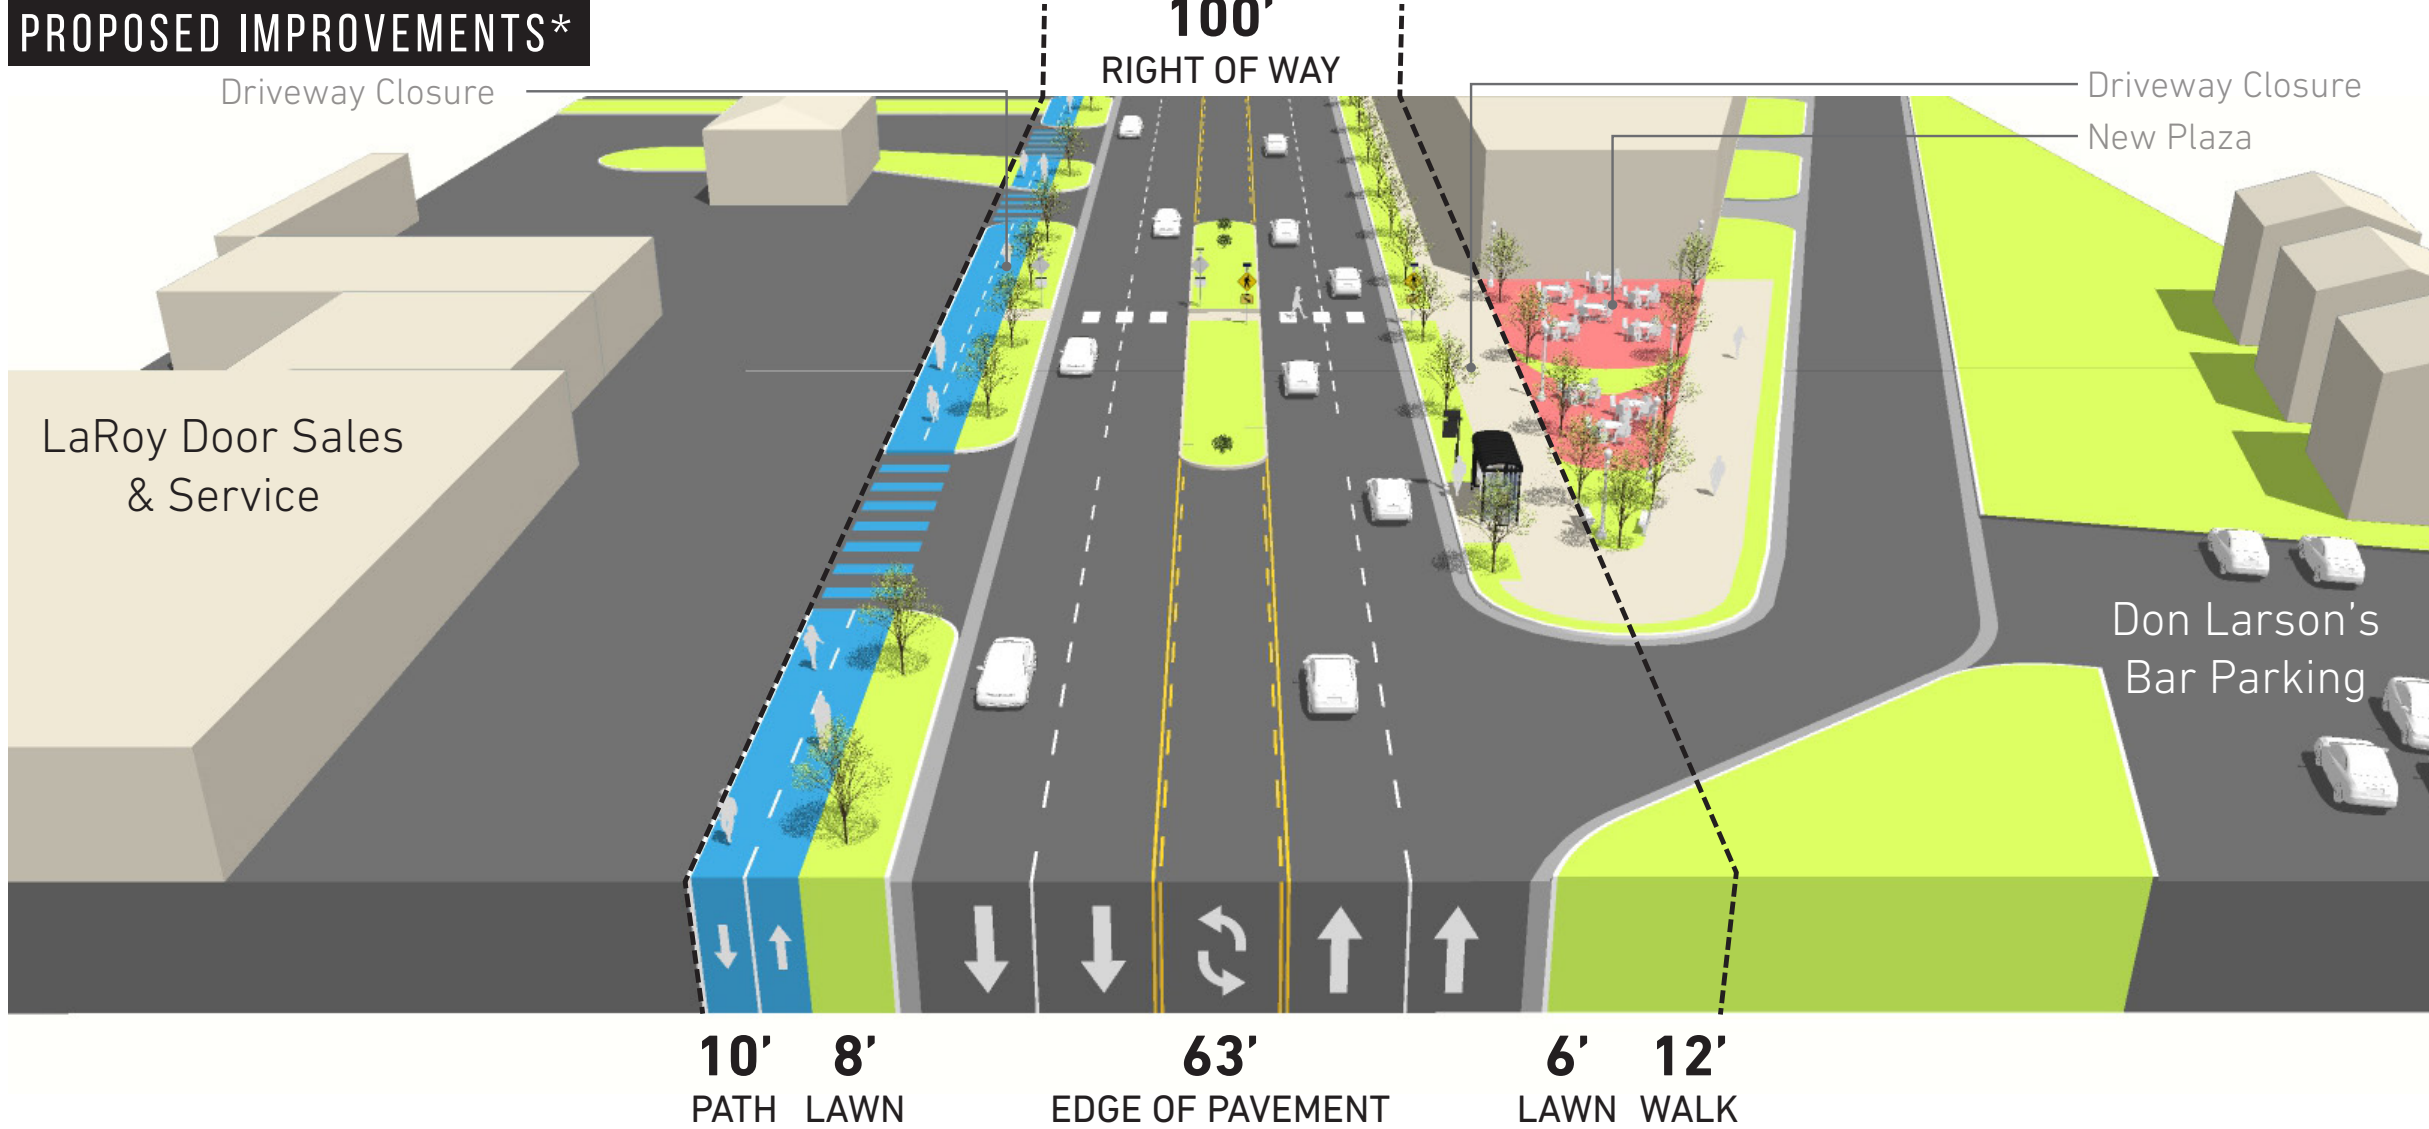 PROPOSED IMPROVEMENTS*
100’
RIGHT OF WAY
Driveway Closure
Driveway Closure
New Plaza
LaRoy Door Sales
& Service
Don Larson’s
Bar Parking
10’ 8’ 63’ 6’ 12’
PATH LAWN EDGE OF PAVEMENT LAWN WALK